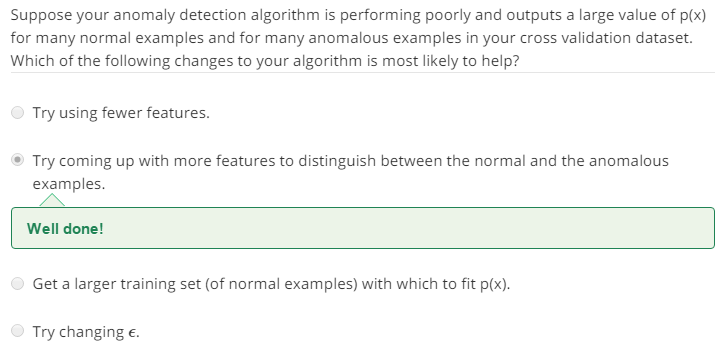 Suppose your anomaly detection algorithm is performing poorly and outputs a large value of p(x)
for many normal examples and for many anomalous examples in your cross validation dataset.
Which of the following changes to your algorithm is most likely to help?
Try using fewer features.
Try coming up with more features to distinguish between the normal and the anomalous
examples.
Well done!
Get a larger training set (of normal examples) with which to fit p(x).
Try changing ϵ.